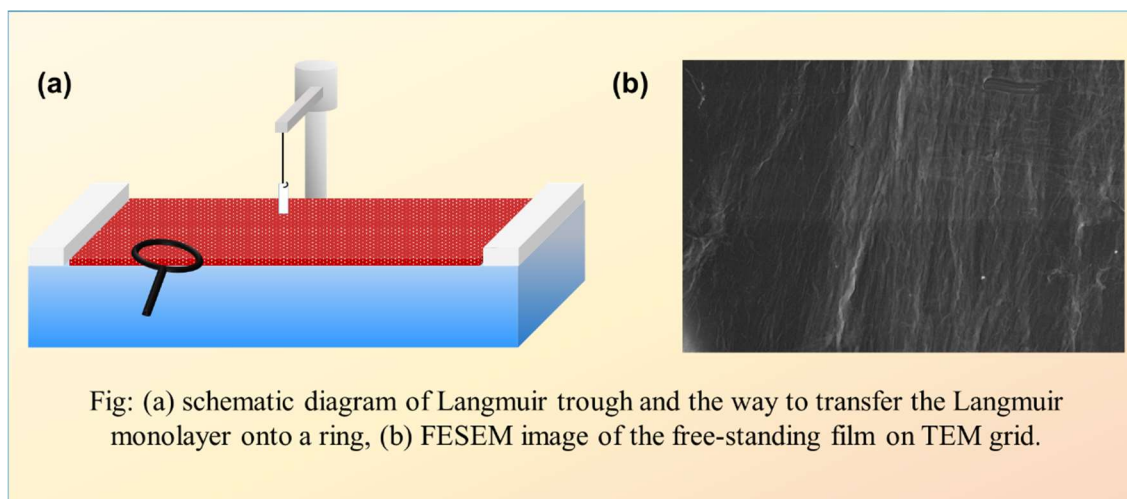 (a)
(b)
Fig: (a) schematic diagram of Langmuir trough and the way to transfer the Langmuir
monolayer onto a ring, (b) FESEM image of the free-standing film on TEM grid.